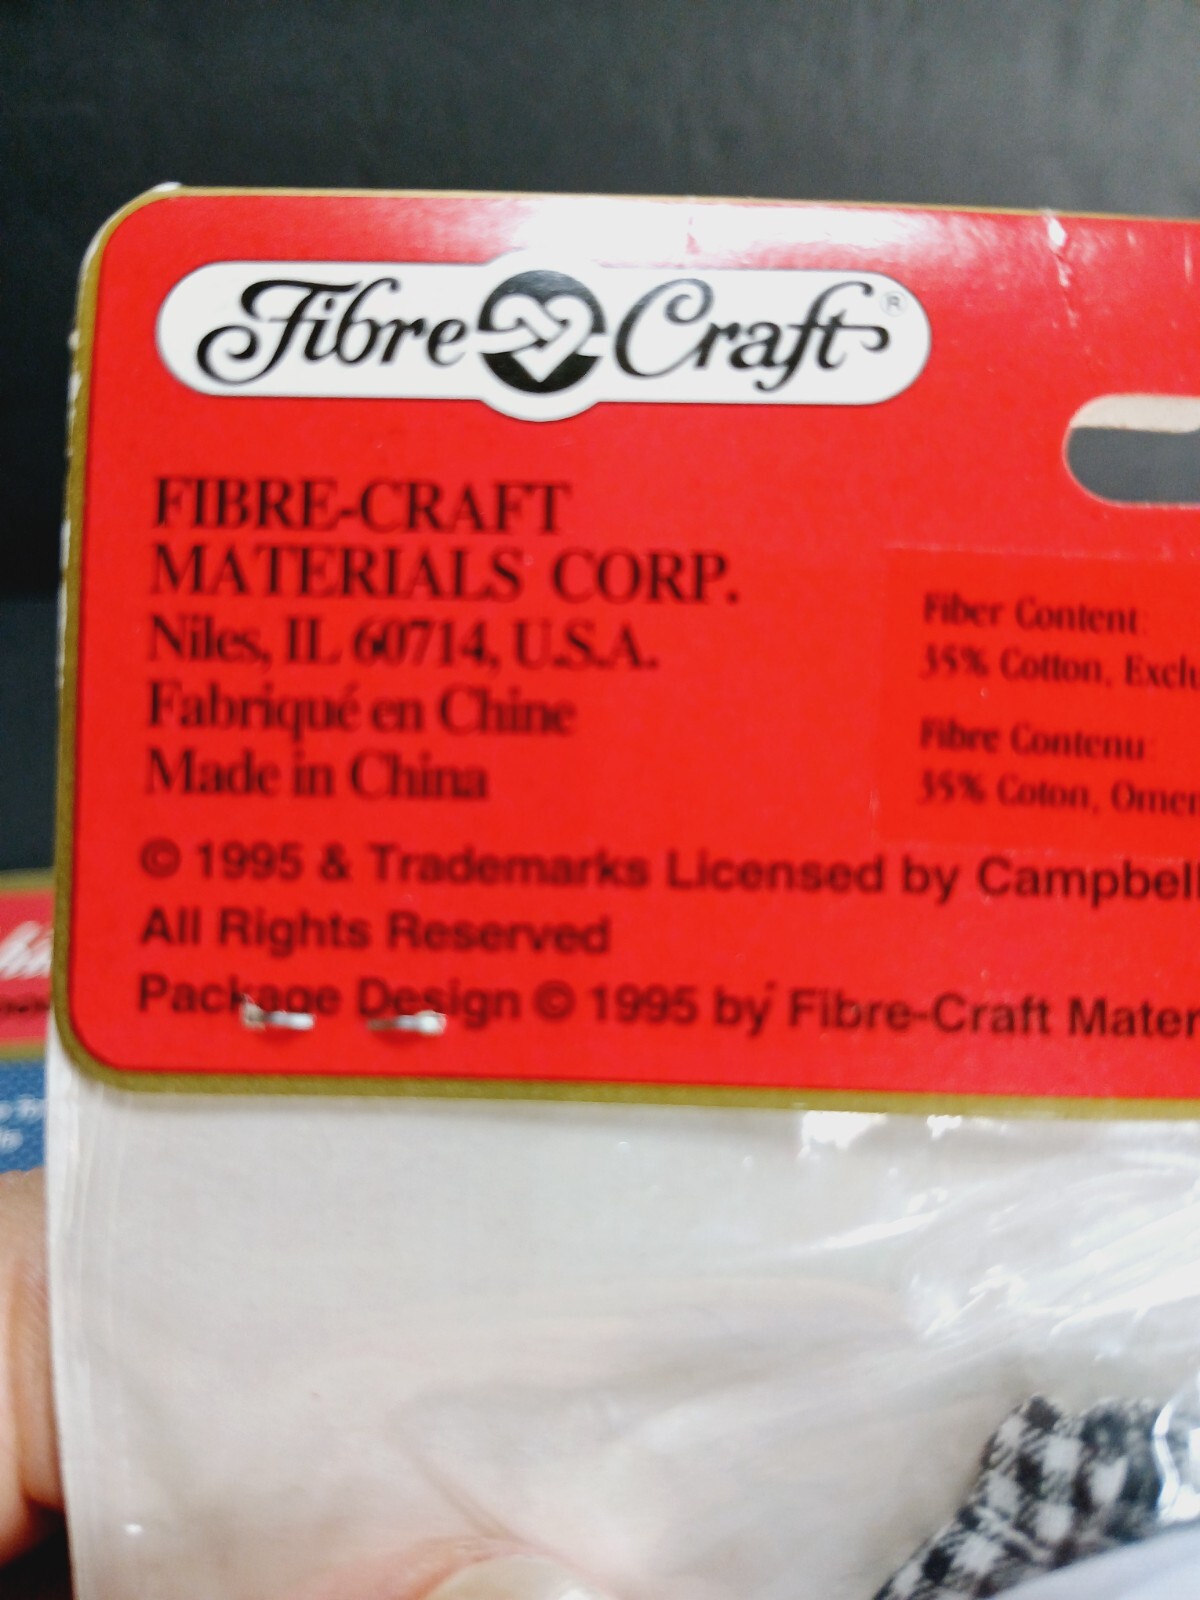 Fibre Craft ®
FIBRE-CRAFT
MATERIALS CORP.
Niles, IL 60714, U.S.A.
Fabriqué en Chine
Made in China
Fiber Content:
35% Cotton,
Fibre Contenu:
35% Coton,
© 1995 & Trademarks Licensed by Campbell
All Rights Reserved
Package Design © 1995 by Fibre-Craft